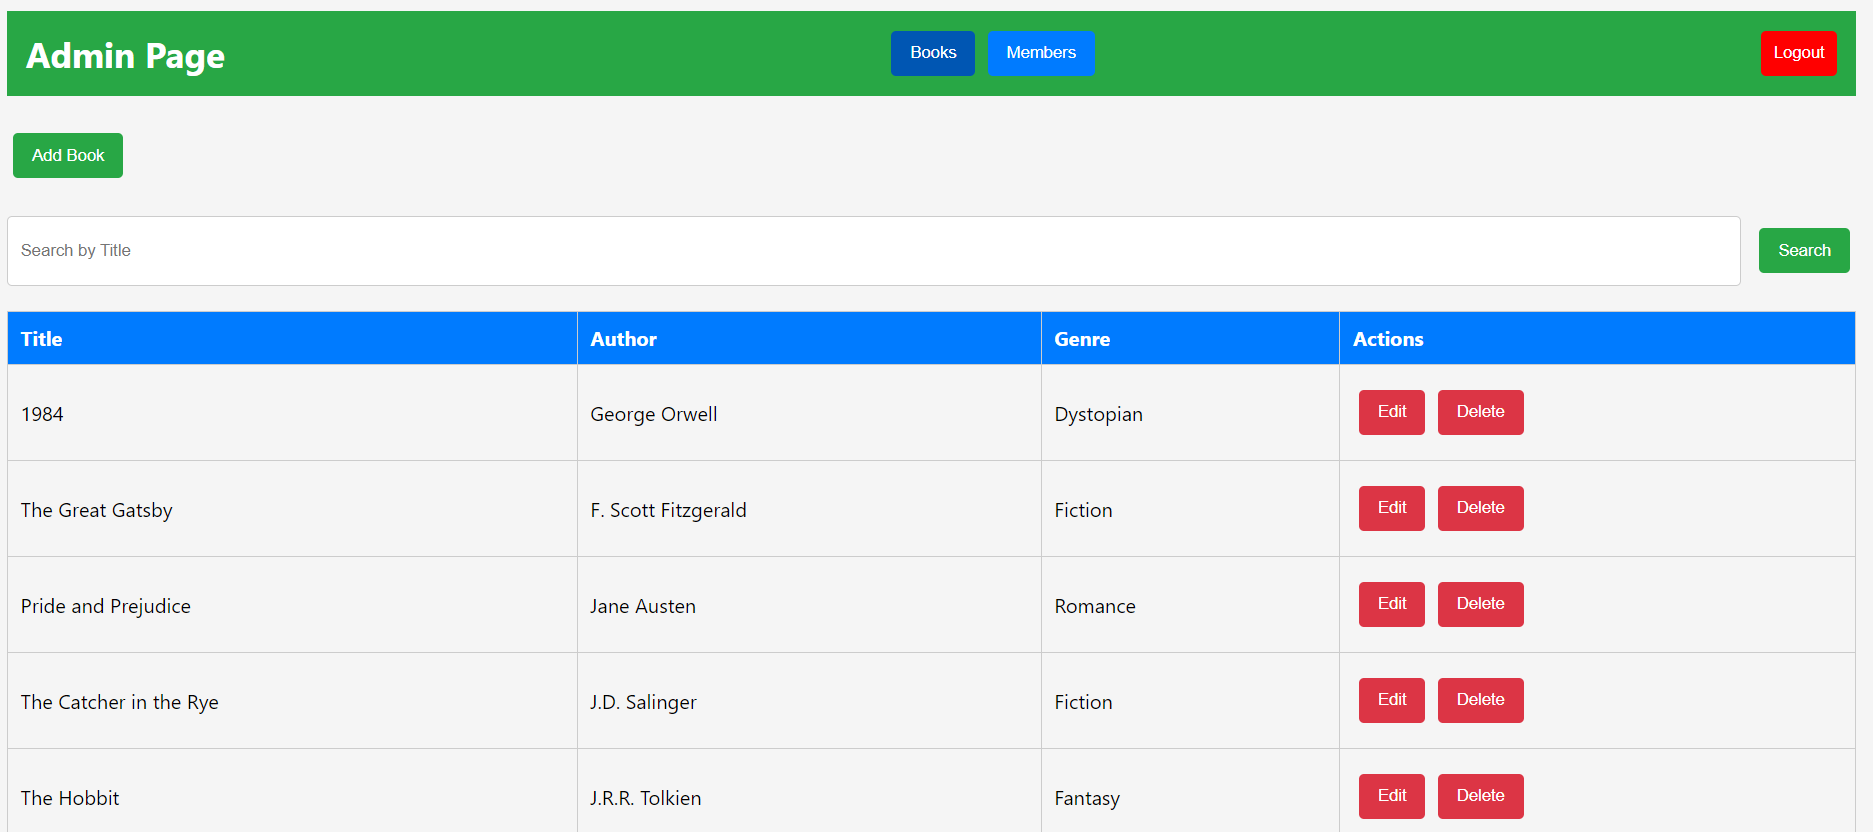 Admin Page Books Members Logout
Add Book
Search by Title Search
Title Author Genre Actions
1984 George Orwell Dystopian Edit Delete
The Great Gatsby F. Scott Fitzgerald Fiction Edit Delete
Pride and Prejudice Jane Austen Romance Edit Delete
The Catcher in the Rye J.D. Salinger Fiction Edit Delete
The Hobbit J.R.R. Tolkien Fantasy Edit Delete